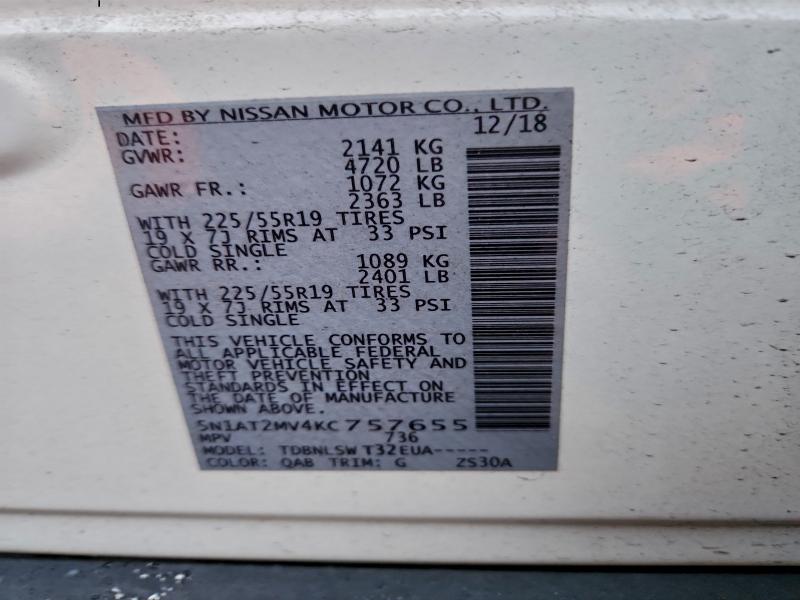 MFD BY NISSAN MOTOR CO., LTD.
DATE: 12/18
GVWR: 2141 KG
4720 LB
GAWR FR.: 1072 KG
2363 LB
WITH 225/55R19 TIRES
19 X 7J RIMS AT 33 PSI
COLD SINGLE
GAWR RR.: 1089 KG
2401 LB
WITH 225/55R19 TIRES
19 X 7J RIMS AT 33 PSI
COLD SINGLE
THIS VEHICLE CONFORMS TO
ALL APPLICABLE FEDERAL
MOTOR VEHICLE SAFETY AND
THEFT PREVENTION
STANDARDS IN EFFECT ON
THE DATE OF MANUFACTURE
SHOWN ABOVE.
5N1AT2MV4KC757655
MPV 736
MODEL: TDBNLSWT32EUA-----
COLOR: QAB TRIM: G ZS30A